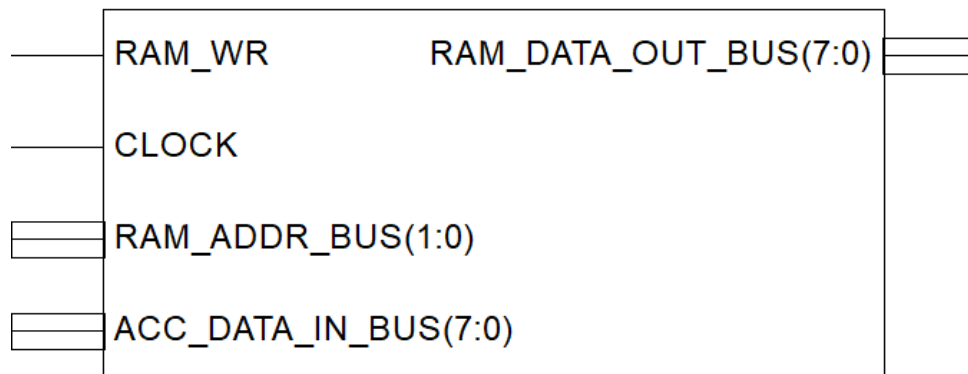 RAM_WR RAM_DATA_OUT_BUS(7:0)
CLOCK
RAM_ADDR_BUS(1:0)
ACC_DATA_IN_BUS(7:0)